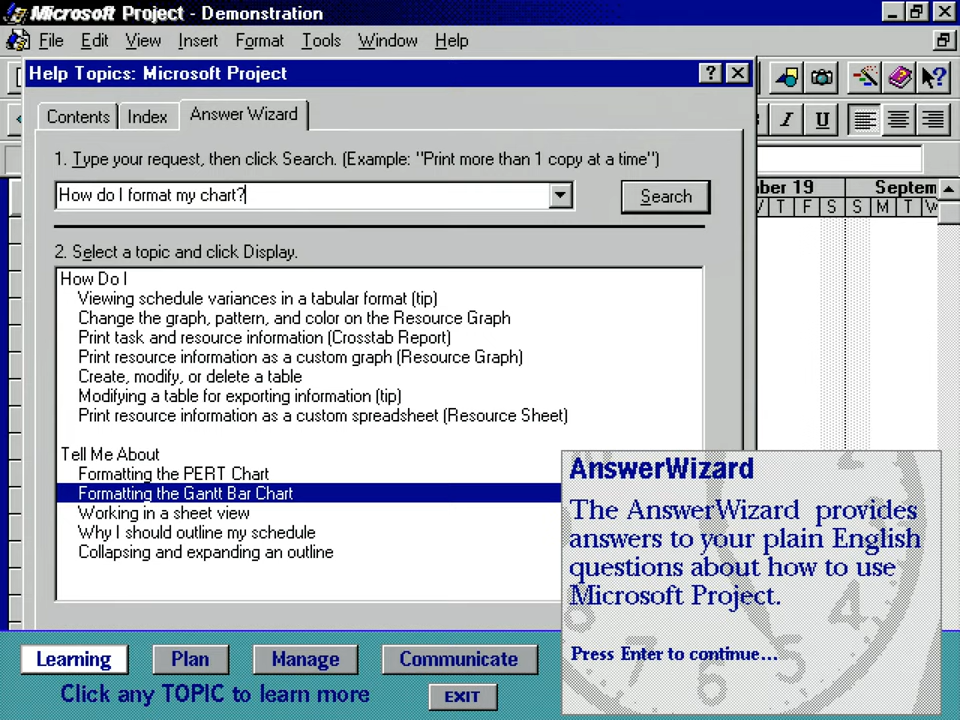 Microsoft Project - Demonstration
File Edit View Insert Format Tools Window Help
Help Topics: Microsoft Project
Contents Index Answer Wizard
1. Type your request, then click Search. (Example: "Print more than 1 copy at a time")
How do I format my chart?
Search
2. Select a topic and click Display.
How Do I
Viewing schedule variances in a tabular format (tip)
Change the graph, pattern, and color on the Resource Graph
Print task and resource information (Crosstab Report)
Print resource information as a custom graph (Resource Graph)
Create, modify, or delete a table
Modifying a table for exporting information (tip)
Print resource information as a custom spreadsheet (Resource Sheet)
Tell Me About
Formatting the PERT Chart
Formatting the Gantt Bar Chart
Working in a sheet view
Why I should outline my schedule
Collapsing and expanding an outline
I U
19 Septem
T F S S M T W
AnswerWizard
The AnswerWizard provides
answers to your plain English
questions about how to use
Microsoft Project.
Press Enter to continue...
Learning Plan Manage Communicate
Click any TOPIC to learn more
EXIT